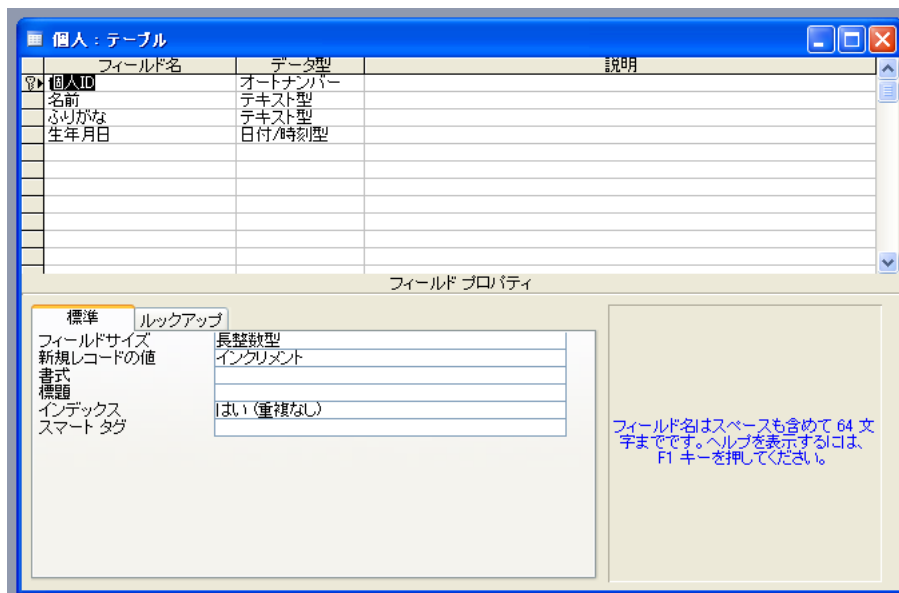 個人 : テーブル
フィールド名 データ型 説明
個人ID オートナンバー
名前 テキスト型
ふりがな テキスト型
生年月日 日付/時刻型
フィールド プロパティ
標準 ルックアップ
フィールドサイズ 長整数型
新規レコードの値 インクリメント
書式
標題
インデックス はい (重複なし)
スマート タグ
フィールド名はスペースも含めて 64 文
字までです。ヘルプを表示するには、
F1 キーを押してください。